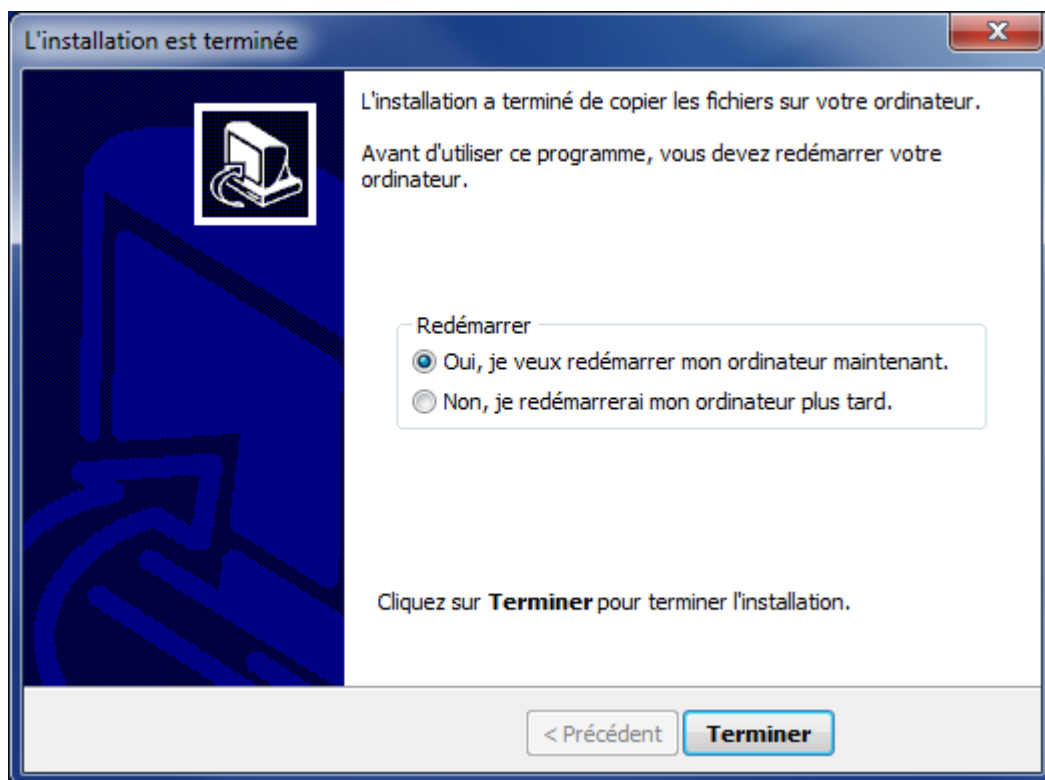 L'installation est terminée
L'installation a terminé de copier les fichiers sur votre ordinateur.
Avant d'utiliser ce programme, vous devez redémarrer votre
ordinateur.
Redémarrer
Oui, je veux redémarrer mon ordinateur maintenant.
Non, je redémarrerai mon ordinateur plus tard.
Cliquez sur Terminer pour terminer l'installation.
< Précédent Terminer